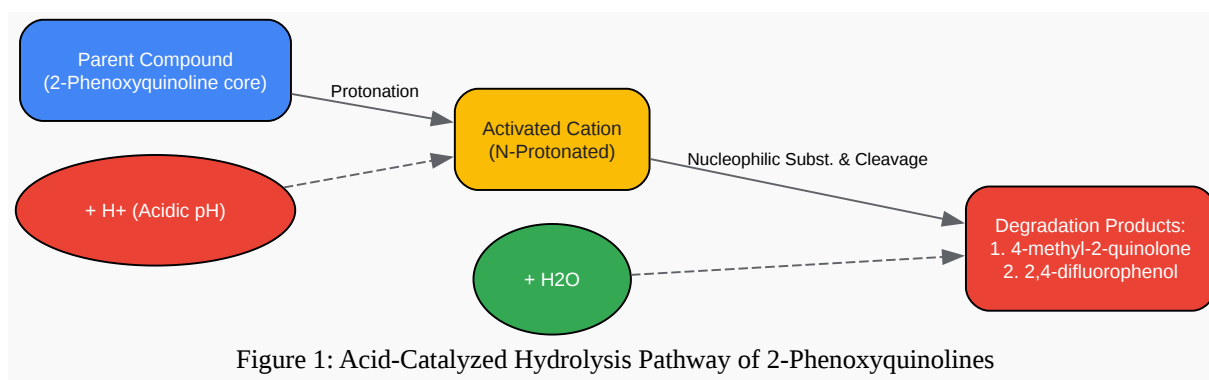 Parent Compound
(2-Phenoxyquinoline core)
Protonation
Activated Cation
(N-Protonated)
+ H+ (Acidic pH)
Nucleophilic Subst. & Cleavage
+ H2O
Degradation Products:
1. 4-methyl-2-quinolone
2. 2,4-difluorophenol
Figure 1: Acid-Catalyzed Hydrolysis Pathway of 2-Phenoxyquinolines